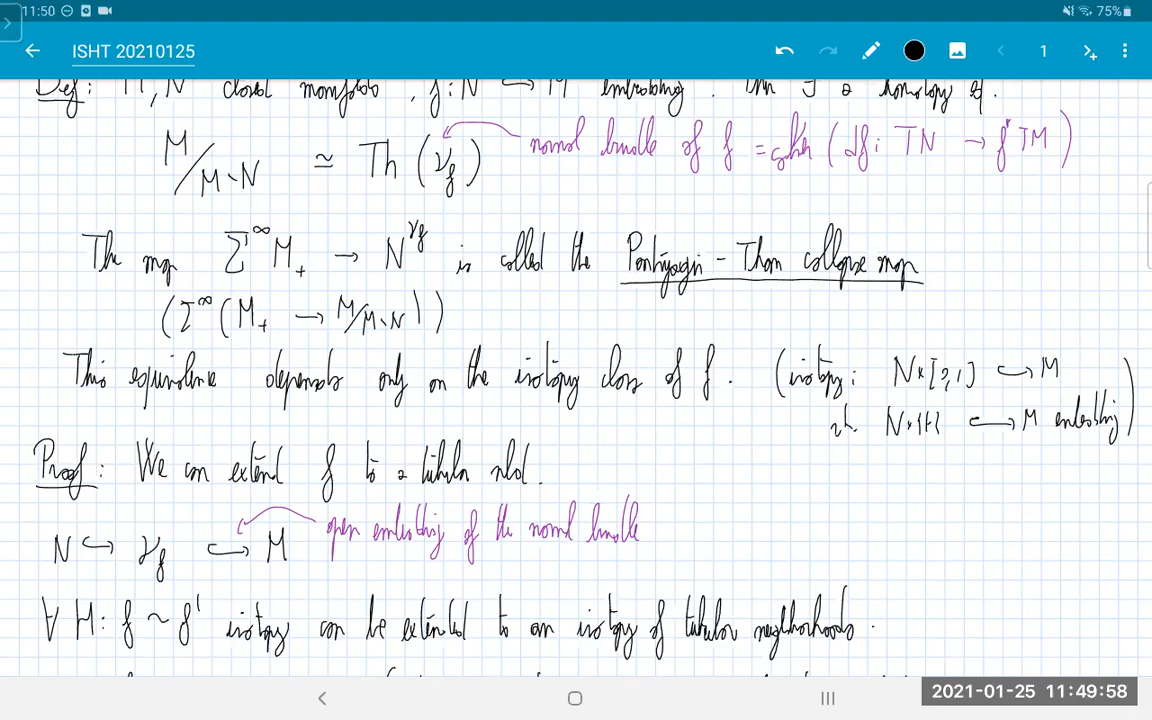 11:50
75%
ISHT 20210125
1
Def: M, N closed manifolds, f: N ↪ M embedding. Then ∃ a homotopy eq.
M/M∖N ≃ Th (ν_f) normal bundle of f = coker (df: TN → f*TM)
The map Σ^∞ M_+ → N^{ν_f} is called the Pontryagin - Thom collapse map
(Σ^∞ (M_+ → M/M∖N))
This equivalence depends only on the isotopy class of f. (isotopy: N×[0,1] → M
N×{t} ↪ M embedding)
Proof: We can extend f to a tubular nbd.
N ↪ ν_f ↪ M open embedding of the normal bundle
∀ H: f ~ f' isotopy can be extended to an isotopy of tubular neighborhoods.
2021-01-25 11:49:58